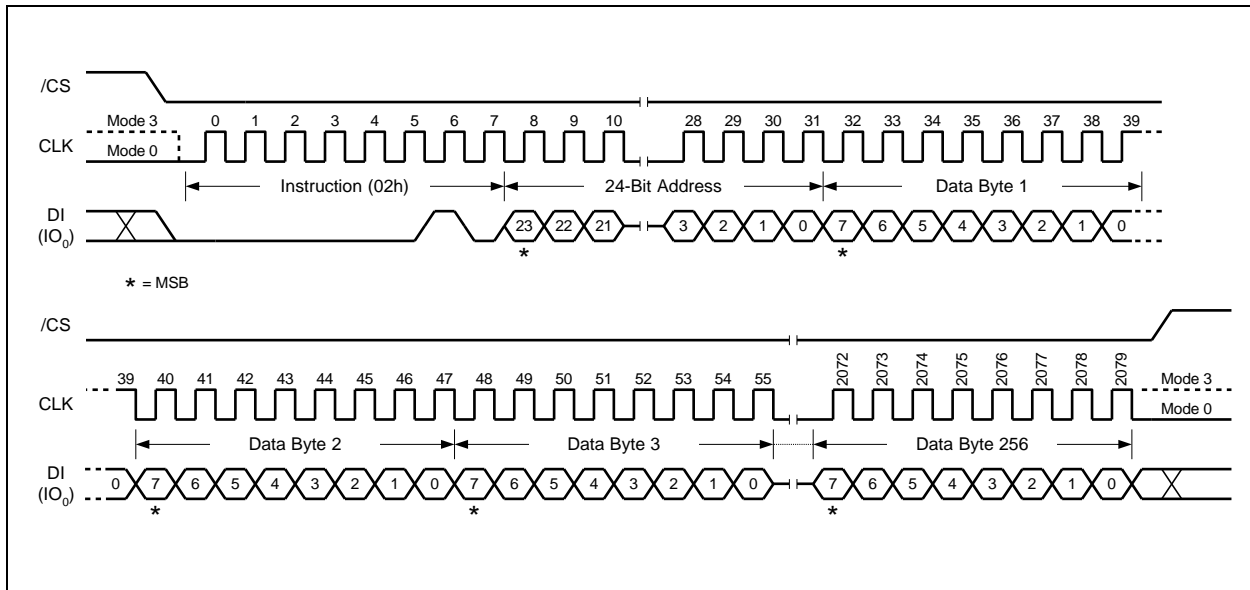 /CS
Mode 3 0 1 2 3 4 5 6 7 8 9 10 28 29 30 31 32 33 34 35 36 37 38 39
CLK Mode 0
Instruction (02h) 24-Bit Address Data Byte 1
DI
(IO0) 23 22 21 3 2 1 0 7 6 5 4 3 2 1 0
* *
* = MSB
/CS
39 40 41 42 43 44 45 46 47 48 49 50 51 52 53 54 55 2072 2073 2074 2075 2076 2077 2078 2079 Mode 3
CLK Mode 0
Data Byte 2 Data Byte 3 Data Byte 256
DI
(IO0) 0 7 6 5 4 3 2 1 0 7 6 5 4 3 2 1 0 7 6 5 4 3 2 1 0
* * *